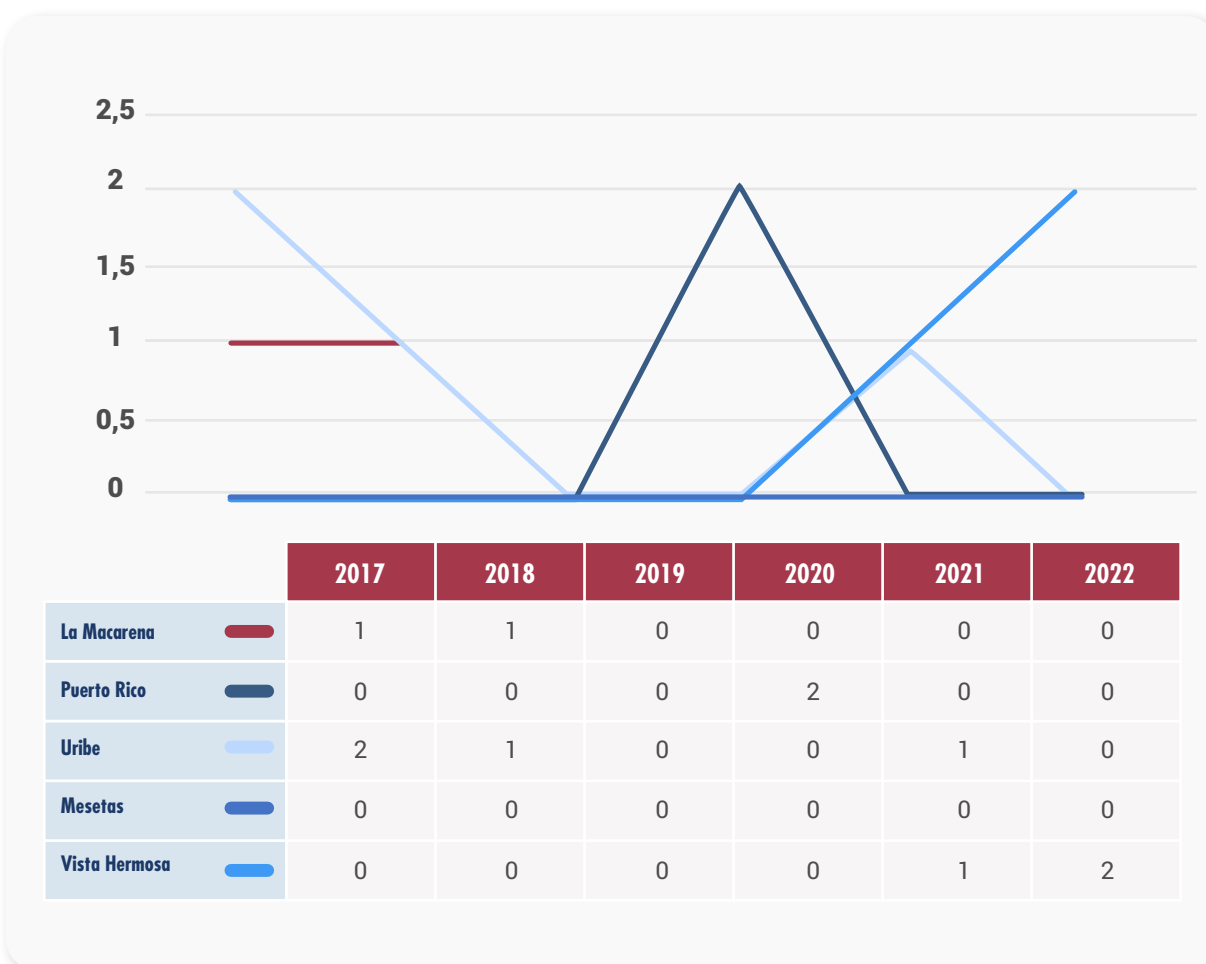 2,5
2
1,5
1
0,5
0
2017 2018 2019 2020 2021 2022
La Macarena 1 1 0 0 0 0
Puerto Rico 0 0 0 2 0 0
Uribe 2 1 0 0 1 0
Mesetas 0 0 0 0 0 0
Vista Hermosa 0 0 0 0 1 2